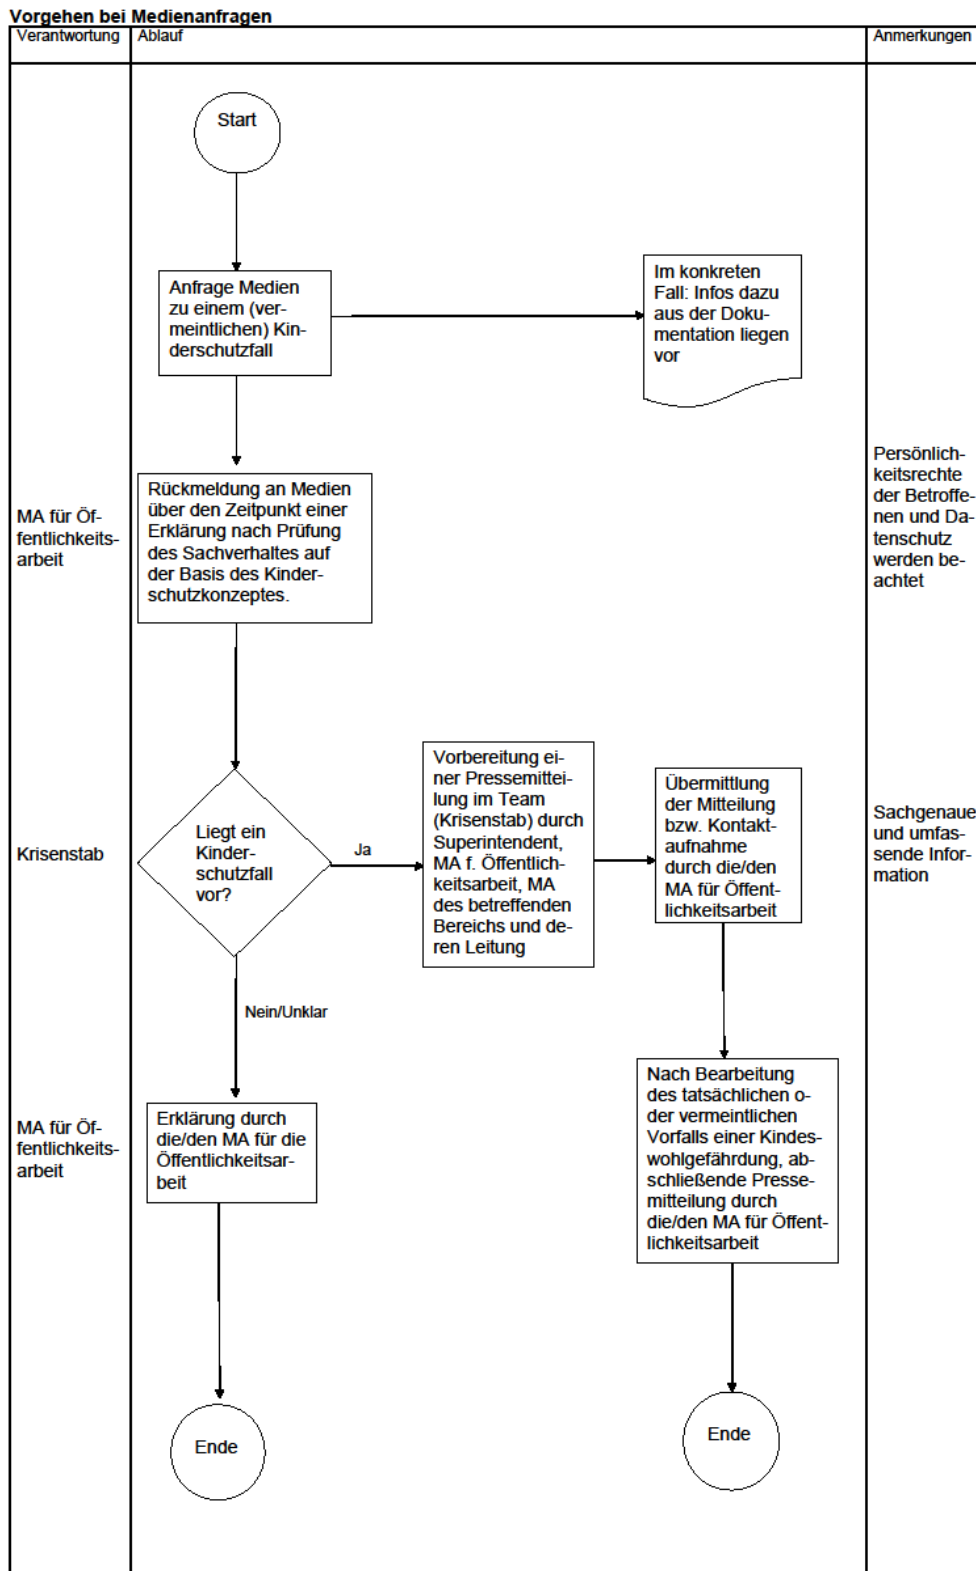 Vorgehen bei Medienanfragen
Verantwortung
Ablauf
Anmerkungen
Start
Anfrage Medien
zu einem (ver-
meintlichen) Kin-
derschutzfall
Im konkreten
Fall: Infos dazu
aus der Doku-
mentation liegen
vor
MA für Öf-
fentlichkeits-
arbeit
Rückmeldung an Medien
über den Zeitpunkt einer
Erklärung nach Prüfung
des Sachverhaltes auf
der Basis des Kinder-
schutzkonzeptes.
Persönlich-
keitsrechte
der Betroffe-
nen und Da-
tenschutz
werden be-
achtet
Krisenstab
Liegt ein
Kinder-
schutzfall
vor?
Ja
Vorbereitung ei-
ner Pressemittei-
lung im Team
(Krisenstab) durch
Superintendent,
MA f. Öffentlich-
keitsarbeit, MA
des betreffenden
Bereichs und de-
ren Leitung
Übermittlung
der Mitteilung
bzw. Kontakt-
aufnahme
durch die/den
MA für Öffent-
lichkeitsarbeit
Sachgenaue
und umfas-
sende Infor-
mation
Nein/Unklar
MA für Öf-
fentlichkeits-
arbeit
Erklärung durch
die/den MA für die
Öffentlichkeitsar-
beit
Nach Bearbeitung
des tatsächlichen o-
der vermeintlichen
Vorfalls einer Kindes-
wohlgefährdung, ab-
schließende Presse-
mitteilung durch
die/den MA für Öffent-
lichkeitsarbeit
Ende
Ende